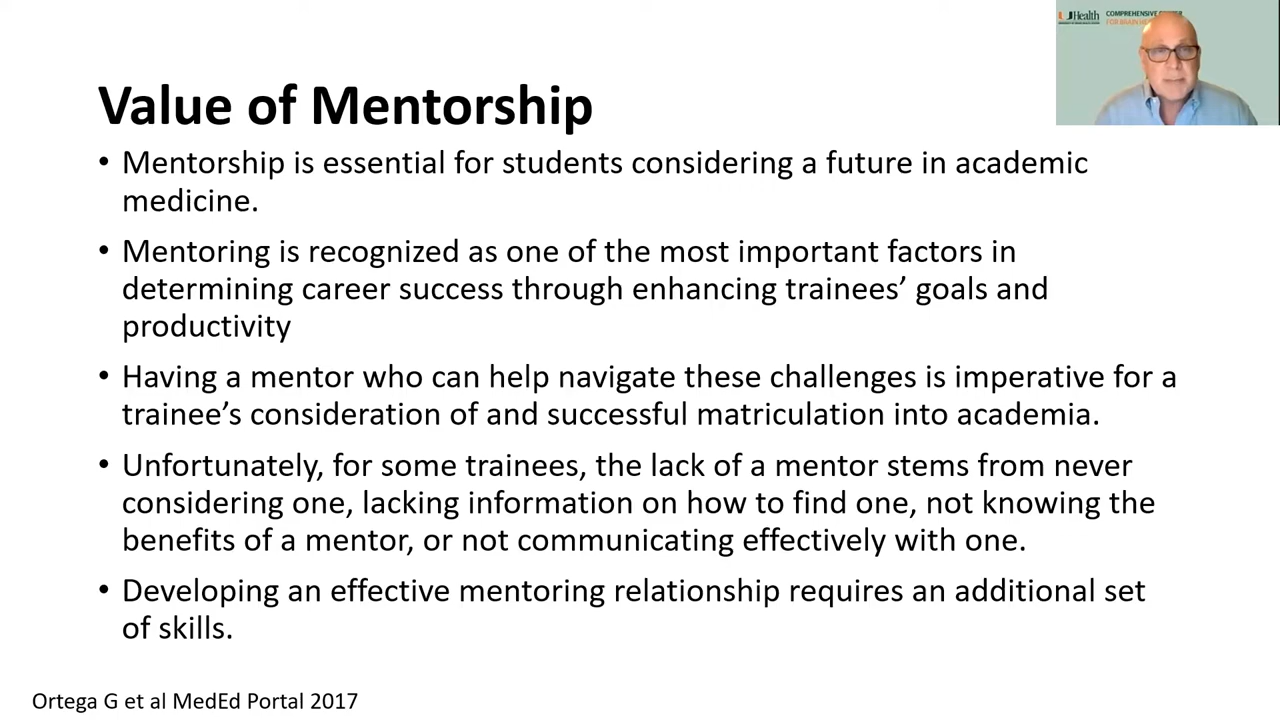 UHealth
COMPREHENSIVE
FOR BRAIN
Value of Mentorship
• Mentorship is essential for students considering a future in academic
medicine.
• Mentoring is recognized as one of the most important factors in
determining career success through enhancing trainees’ goals and
productivity
• Having a mentor who can help navigate these challenges is imperative for a
trainee’s consideration of and successful matriculation into academia.
• Unfortunately, for some trainees, the lack of a mentor stems from never
considering one, lacking information on how to find one, not knowing the
benefits of a mentor, or not communicating effectively with one.
• Developing an effective mentoring relationship requires an additional set
of skills.
Ortega G et al MedEd Portal 2017